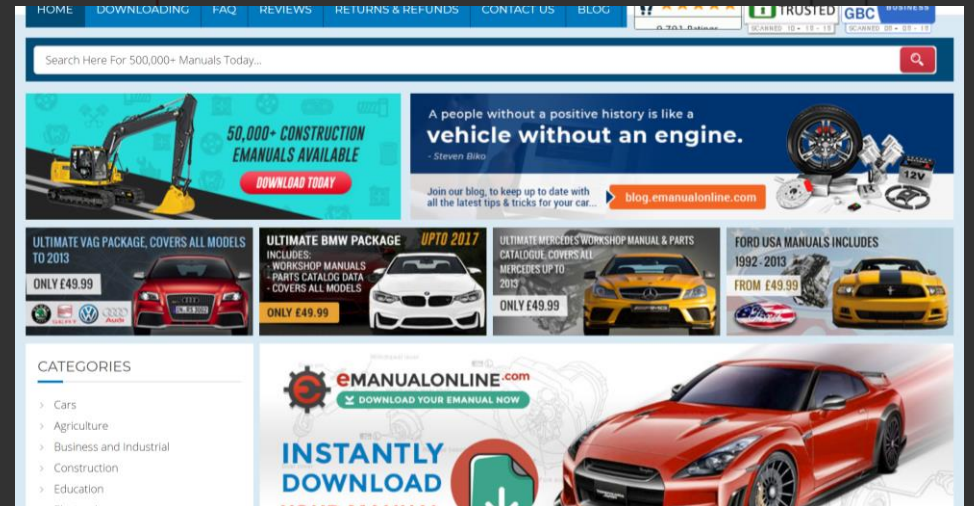 HOME DOWNLOADING FAQ REVIEWS RETURNS & REFUNDS CONTACT US BLOG
TRUSTED
GBC BUSINESS
Search Here For 500,000+ Manuals Today...
50,000+ CONSTRUCTION
EMANUALS AVAILABLE
DOWNLOAD TODAY
A people without a positive history is like a
vehicle without an engine.
- Steven Biko
Join our blog, to keep up to date with
all the latest tips & tricks for your car...
blog.emanualonline.com
12V
ULTIMATE VAG PACKAGE, COVERS ALL MODELS
TO 2013
ONLY £49.99
SEAT
Audi
ULTIMATE BMW PACKAGE UPTO 2017
INCLUDES:
- WORKSHOP MANUALS
- PARTS CATALOG DATA
- COVERS ALL MODELS
ONLY £49.99
ULTIMATE MERCEDES WORKSHOP MANUAL & PARTS
CATALOGUE, COVERS ALL
MERCEDES UP TO
2013
ONLY £49.99
FORD USA MANUALS INCLUDES
1992 - 2013
FROM £49.99
CATEGORIES
Cars
Agriculture
Business and Industrial
Construction
Education
eMANUALONLINE.com
DOWNLOAD YOUR EMANUAL NOW
INSTANTLY
DOWNLOAD